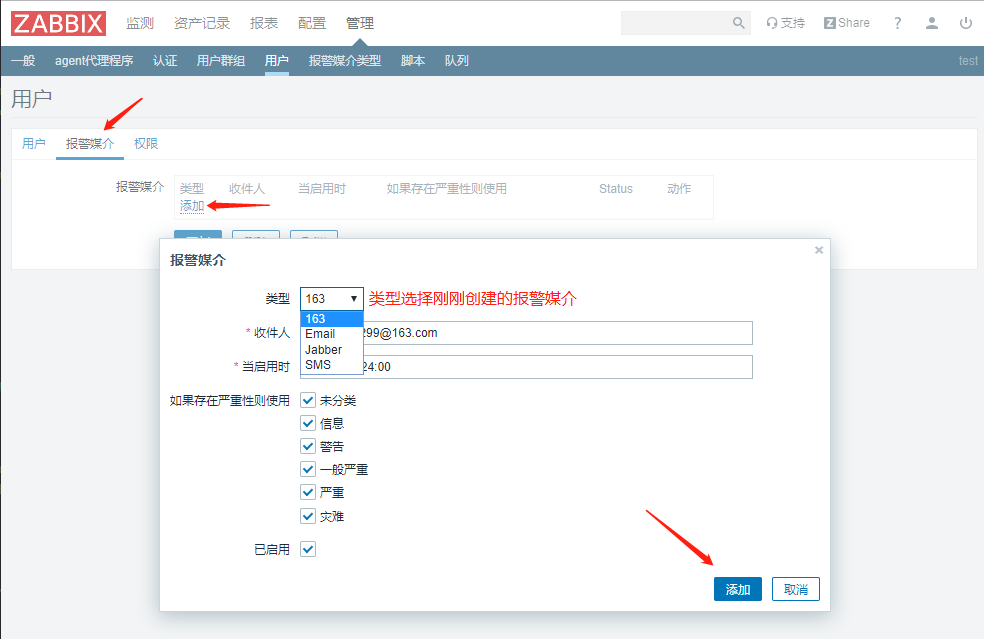 ZABBIX 监测 资产记录 报表 配置 管理 支持 Z Share ?
一般 agent代理程序 认证 用户群组 用户 报警媒介类型 脚本 队列 test
用户
用户 报警媒介 权限
报警媒介 类型 收件人 当启用时 如果存在严重性则使用 Status 动作
添加
报警媒介
类型 163 类型选择刚刚创建的报警媒介
163
* 收件人 299@163.com
Email
Jabber
* 当启用时 24:00
SMS
如果存在严重性则使用 未分类
信息
警告
一般严重
严重
灾难
已启用
添加 取消